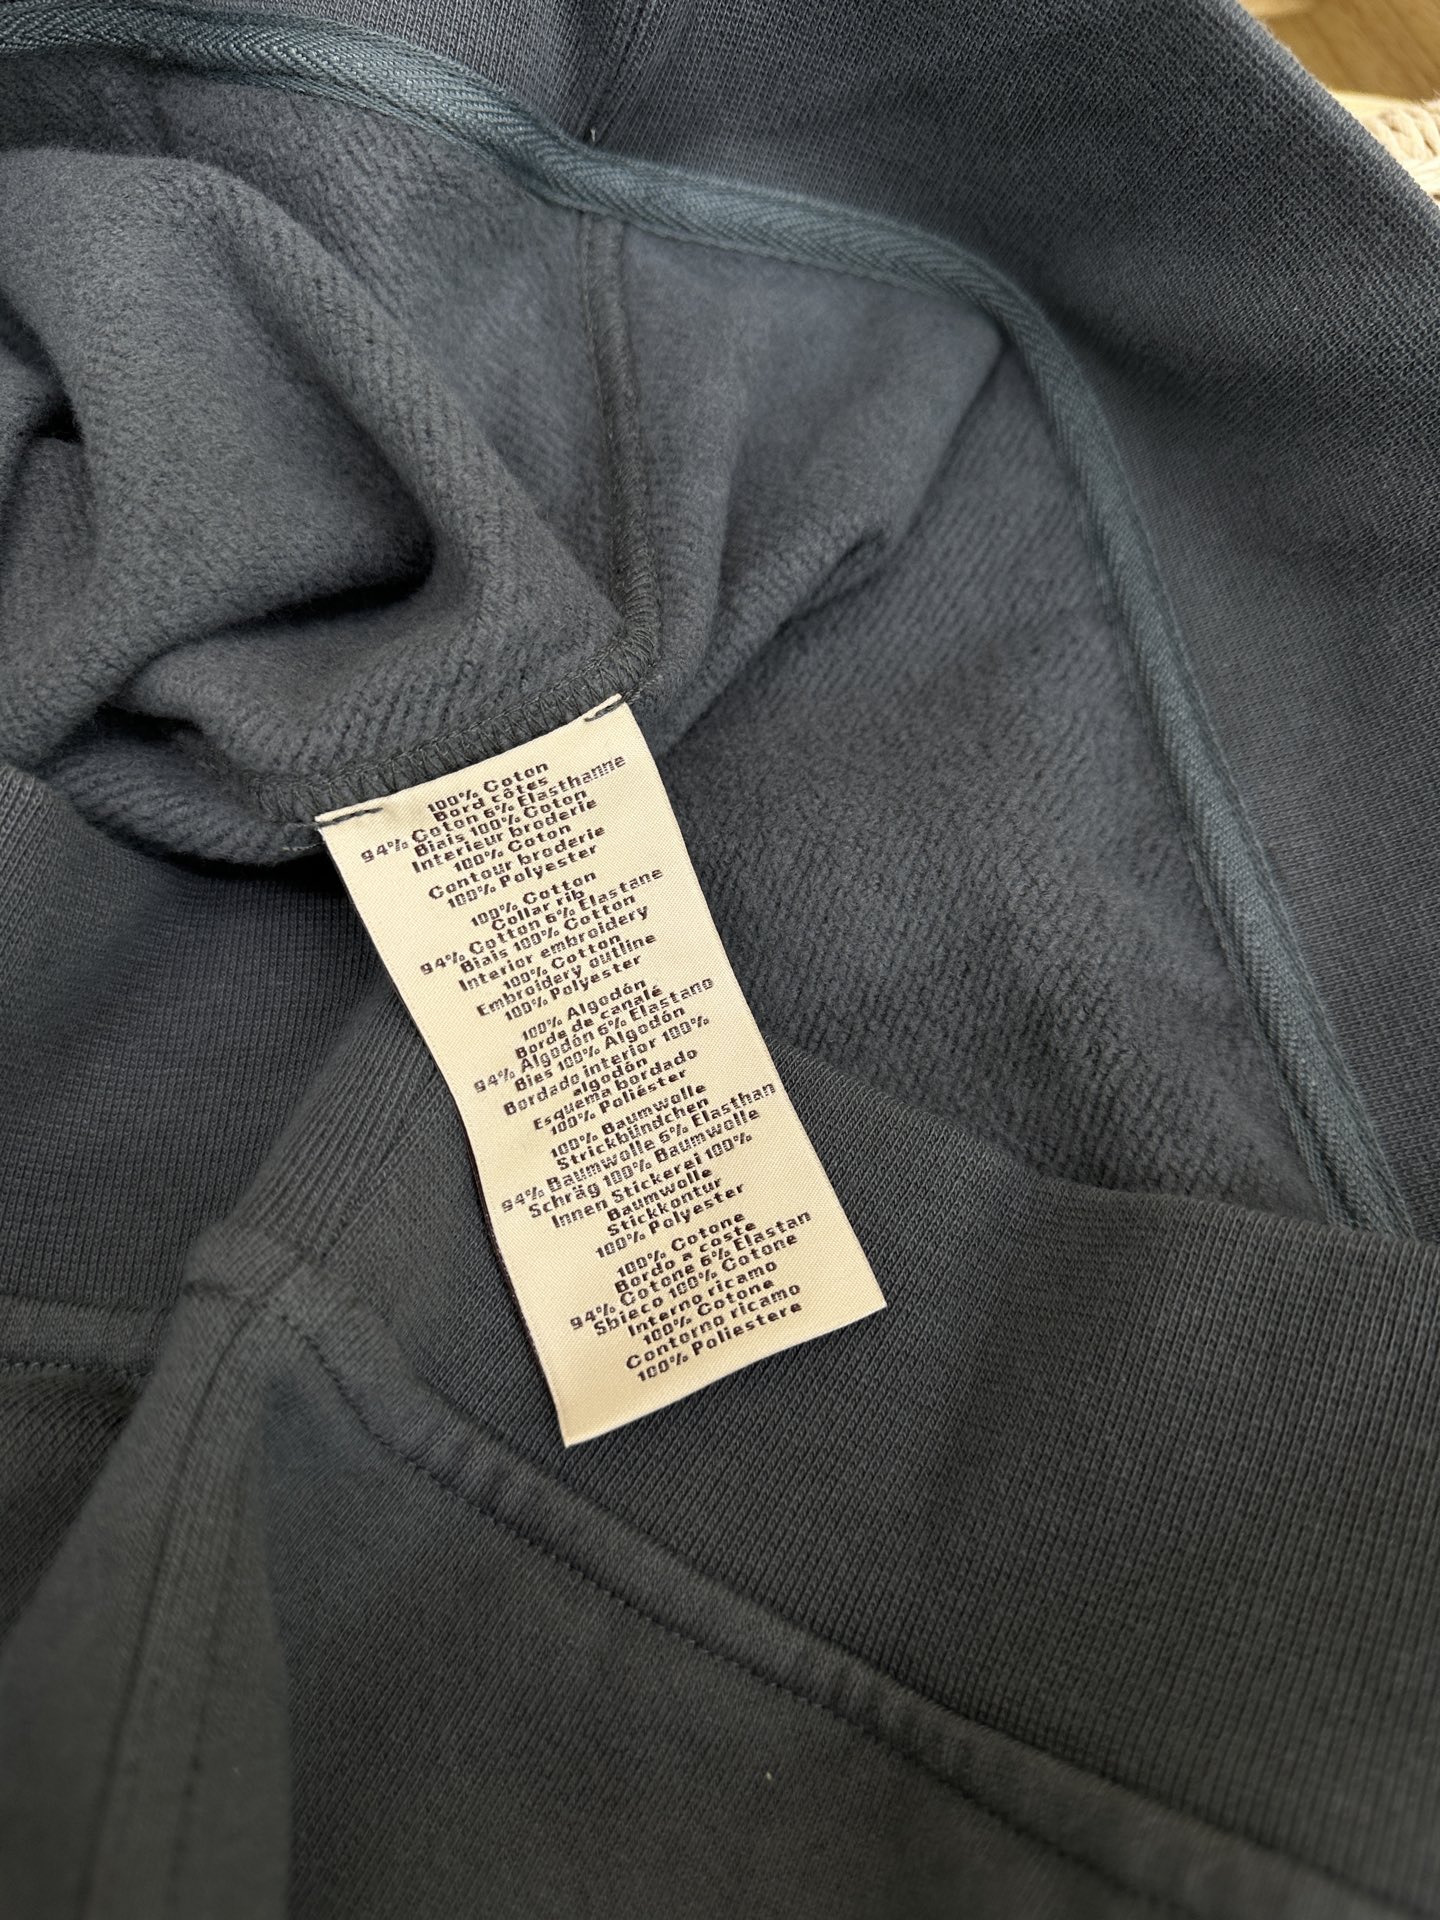 100% Coton
Bord côtes
94% Coton 6% Elasthanne
Biais 100% Coton
Interieur broderie
100% Coton
Contour broderie
100% Polyester
100% Cotton
Collar rib
94% Cotton 6% Elastane
Biais 100% Cotton
Interior embroidery
100% Cotton
Embroidery outline
100% Polyester
100% Algodón
Borde de canalé
94% Algodón 6% Elastano
Bies 100% Algodón
Bordado interior 100%
algodón
Esquema bordado
100% Poliéster
100% Baumwolle
Strickbündchen
94% Baumwolle 6% Elasthan
Schräg 100% Baumwolle
Innen Stickerei 100%
Baumwolle
Stickkontur
100% Polyester
100% Cotone
Bordo a coste
94% Cotone 6% Elastan
Sbieco 100% Cotone
Interno ricamo
100% Cotone
Contorno ricamo
100% Poliestere